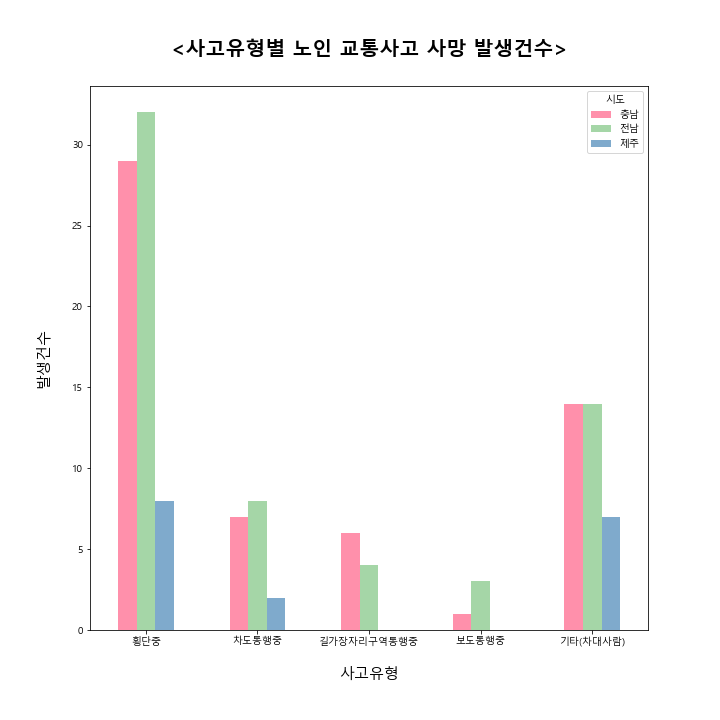 <사고유형별 노인 교통사고 사망 발생건수>
시도
충남
전남
제주
30
25
20
15
10
5
0
발생건수
횡단중 차도통행중 길가장자리구역통행중 보도통행중 기타(차대사람)
사고유형